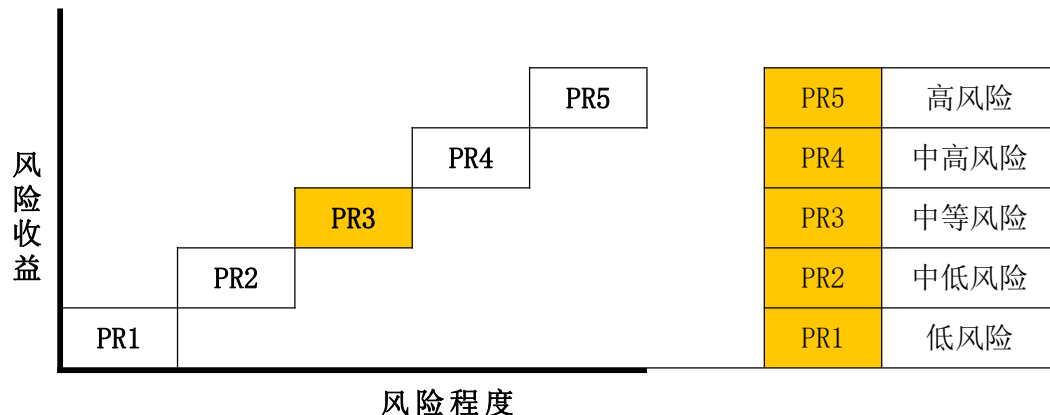 风险收益
PR5
PR4
PR3
PR2
PR1
风险程度
PR5 高风险
PR4 中高风险
PR3 中等风险
PR2 中低风险
PR1 低风险